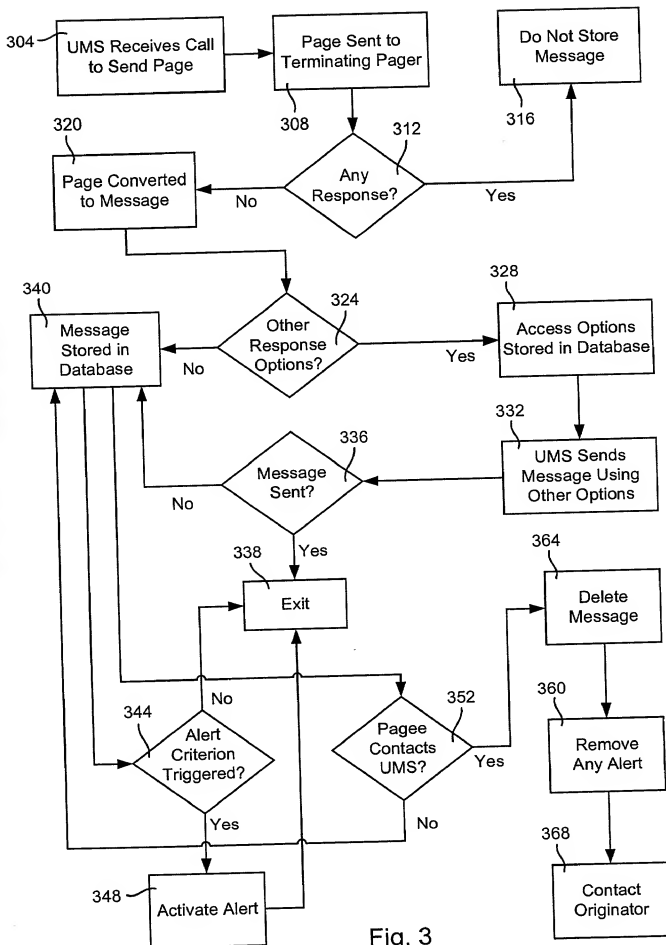 304
UMS Receives Call
to Send Page
Page Sent to
Terminating Pager
308
Do Not Store
Message
316
320
Page Converted
to Message
312
Any
Response?
No
Yes
340
Message
Stored in
Database
324
Other
Response
Options?
No
Yes
328
Access Options
Stored in Database
332
UMS Sends
Message Using
Other Options
336
Message
Sent?
No
Yes
338
Exit
364
Delete
Message
344
Alert
Criterion
Triggered?
No
Yes
352
Pagee
Contacts
UMS?
Yes
No
360
Remove
Any Alert
348
Activate Alert
368
Contact
Originator
Fig. 3